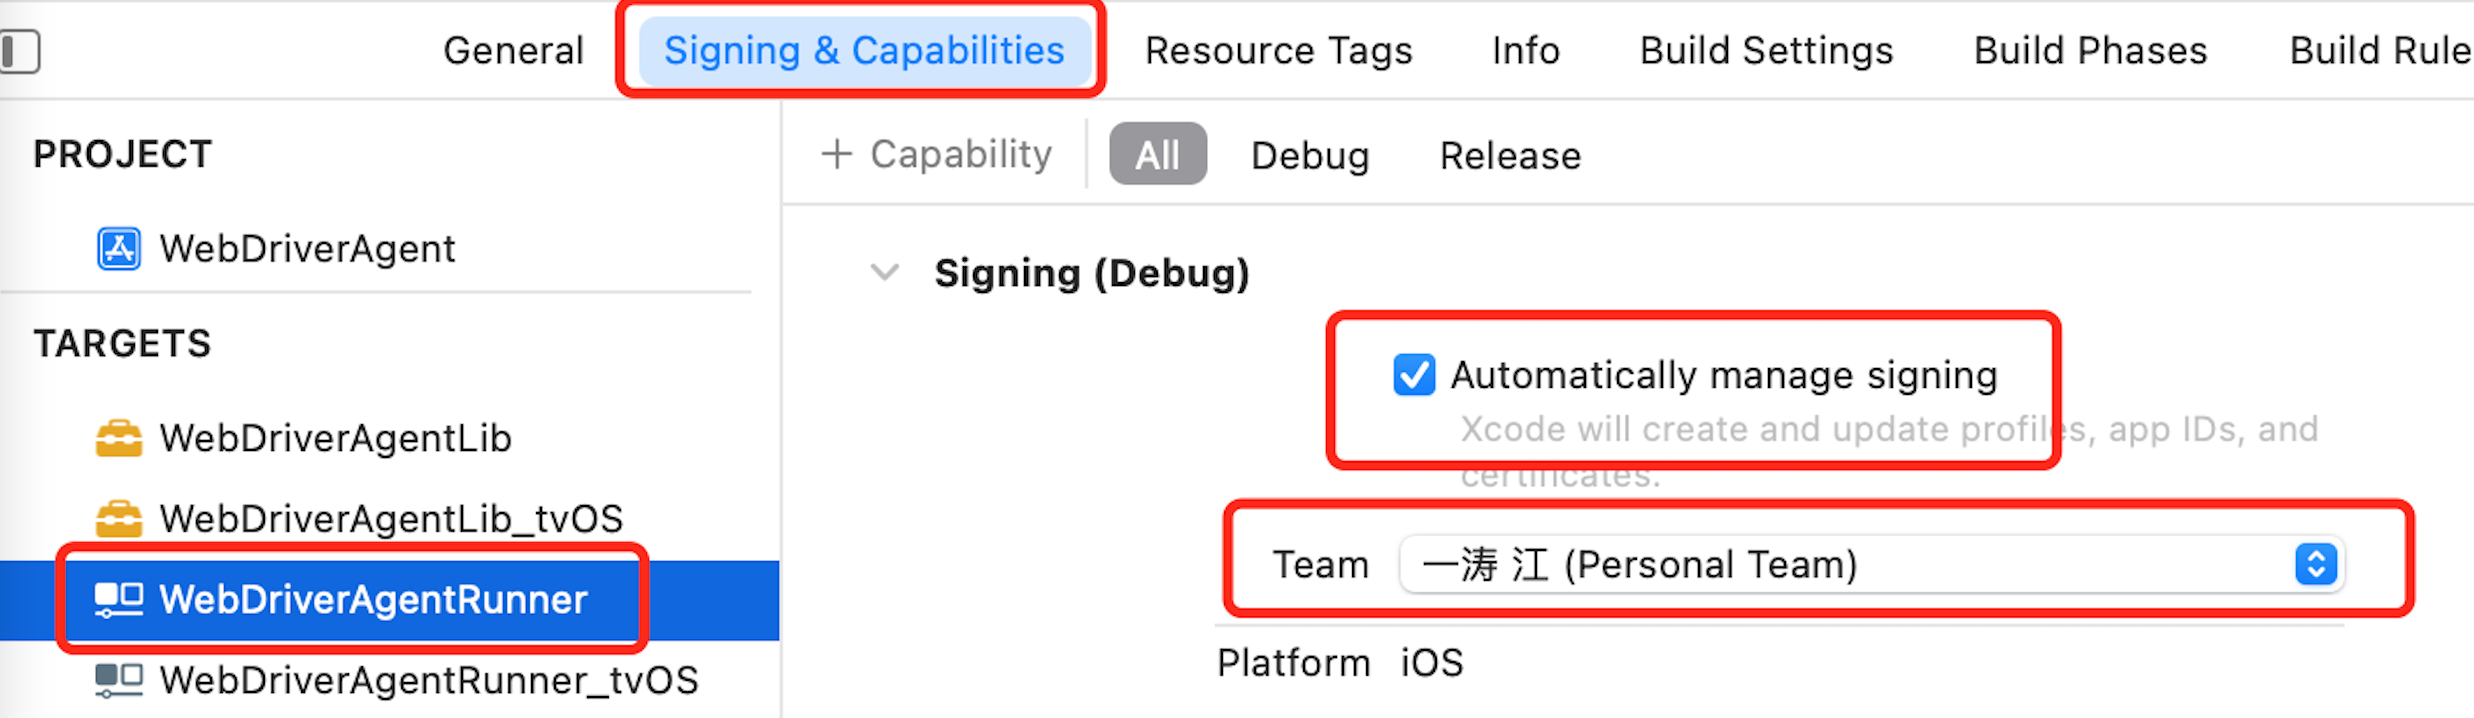 General Signing & Capabilities Resource Tags Info Build Settings Build Phases Build Rule
PROJECT
WebDriverAgent
TARGETS
WebDriverAgentLib
WebDriverAgentLib_tvOS
WebDriverAgentRunner
WebDriverAgentRunner_tvOS
+ Capability All Debug Release
Signing (Debug)
Automatically manage signing
Xcode will create and update profiles, app IDs, and
certificates.
Team 一涛 江 (Personal Team)
Platform iOS